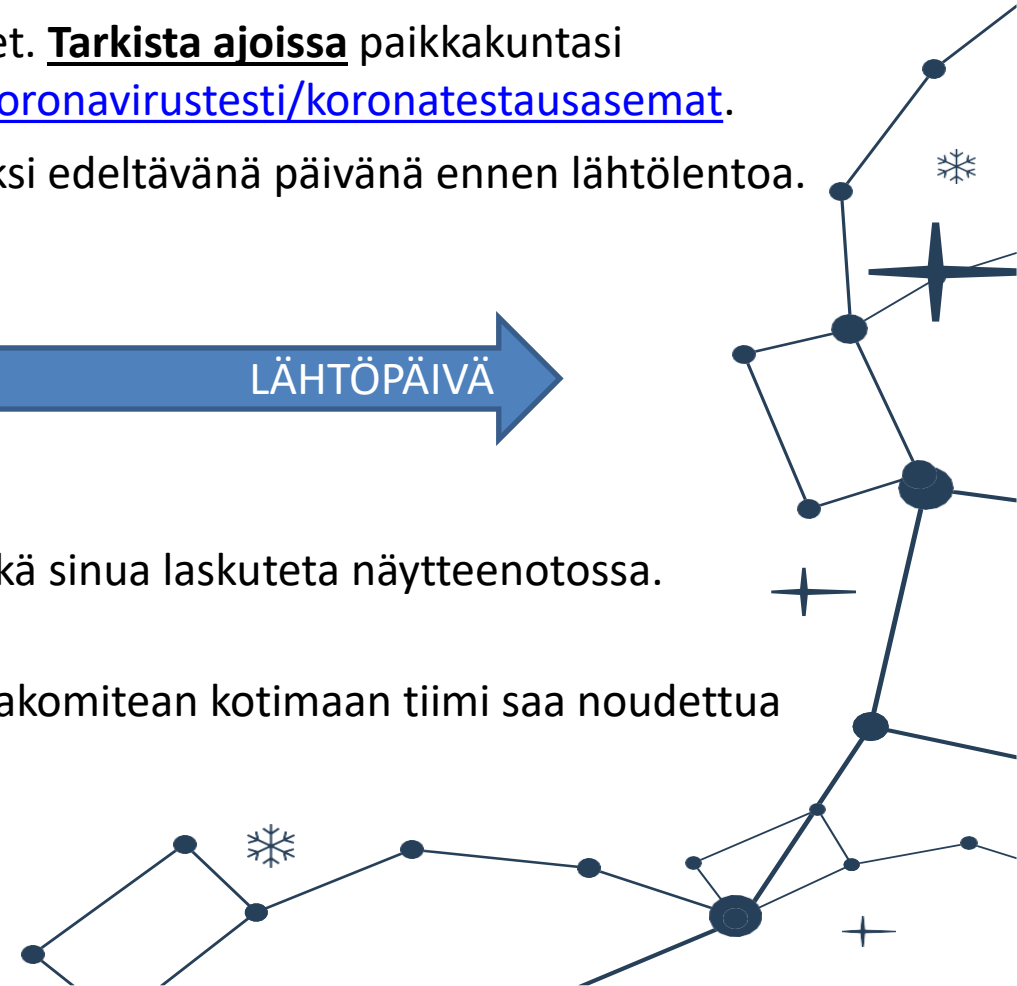 et. Tarkista ajoissa paikkakuntasi
oronavirustesti/koronatestausasemat.
ksi edeltävänä päivänä ennen lähtölentoa.
LÄHTÖPÄIVÄ
kä sinua laskuteta näytteenotossa.
akomitean kotimaan tiimi saa noudettua